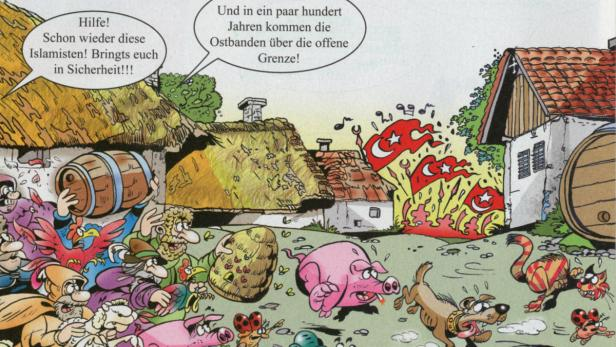 Hilfe!
Schon wieder diese
Islamisten! Bringts euch
in Sicherheit!!!
Und in ein paar hundert
Jahren kommen die
Ostbanden über die offene
Grenze!